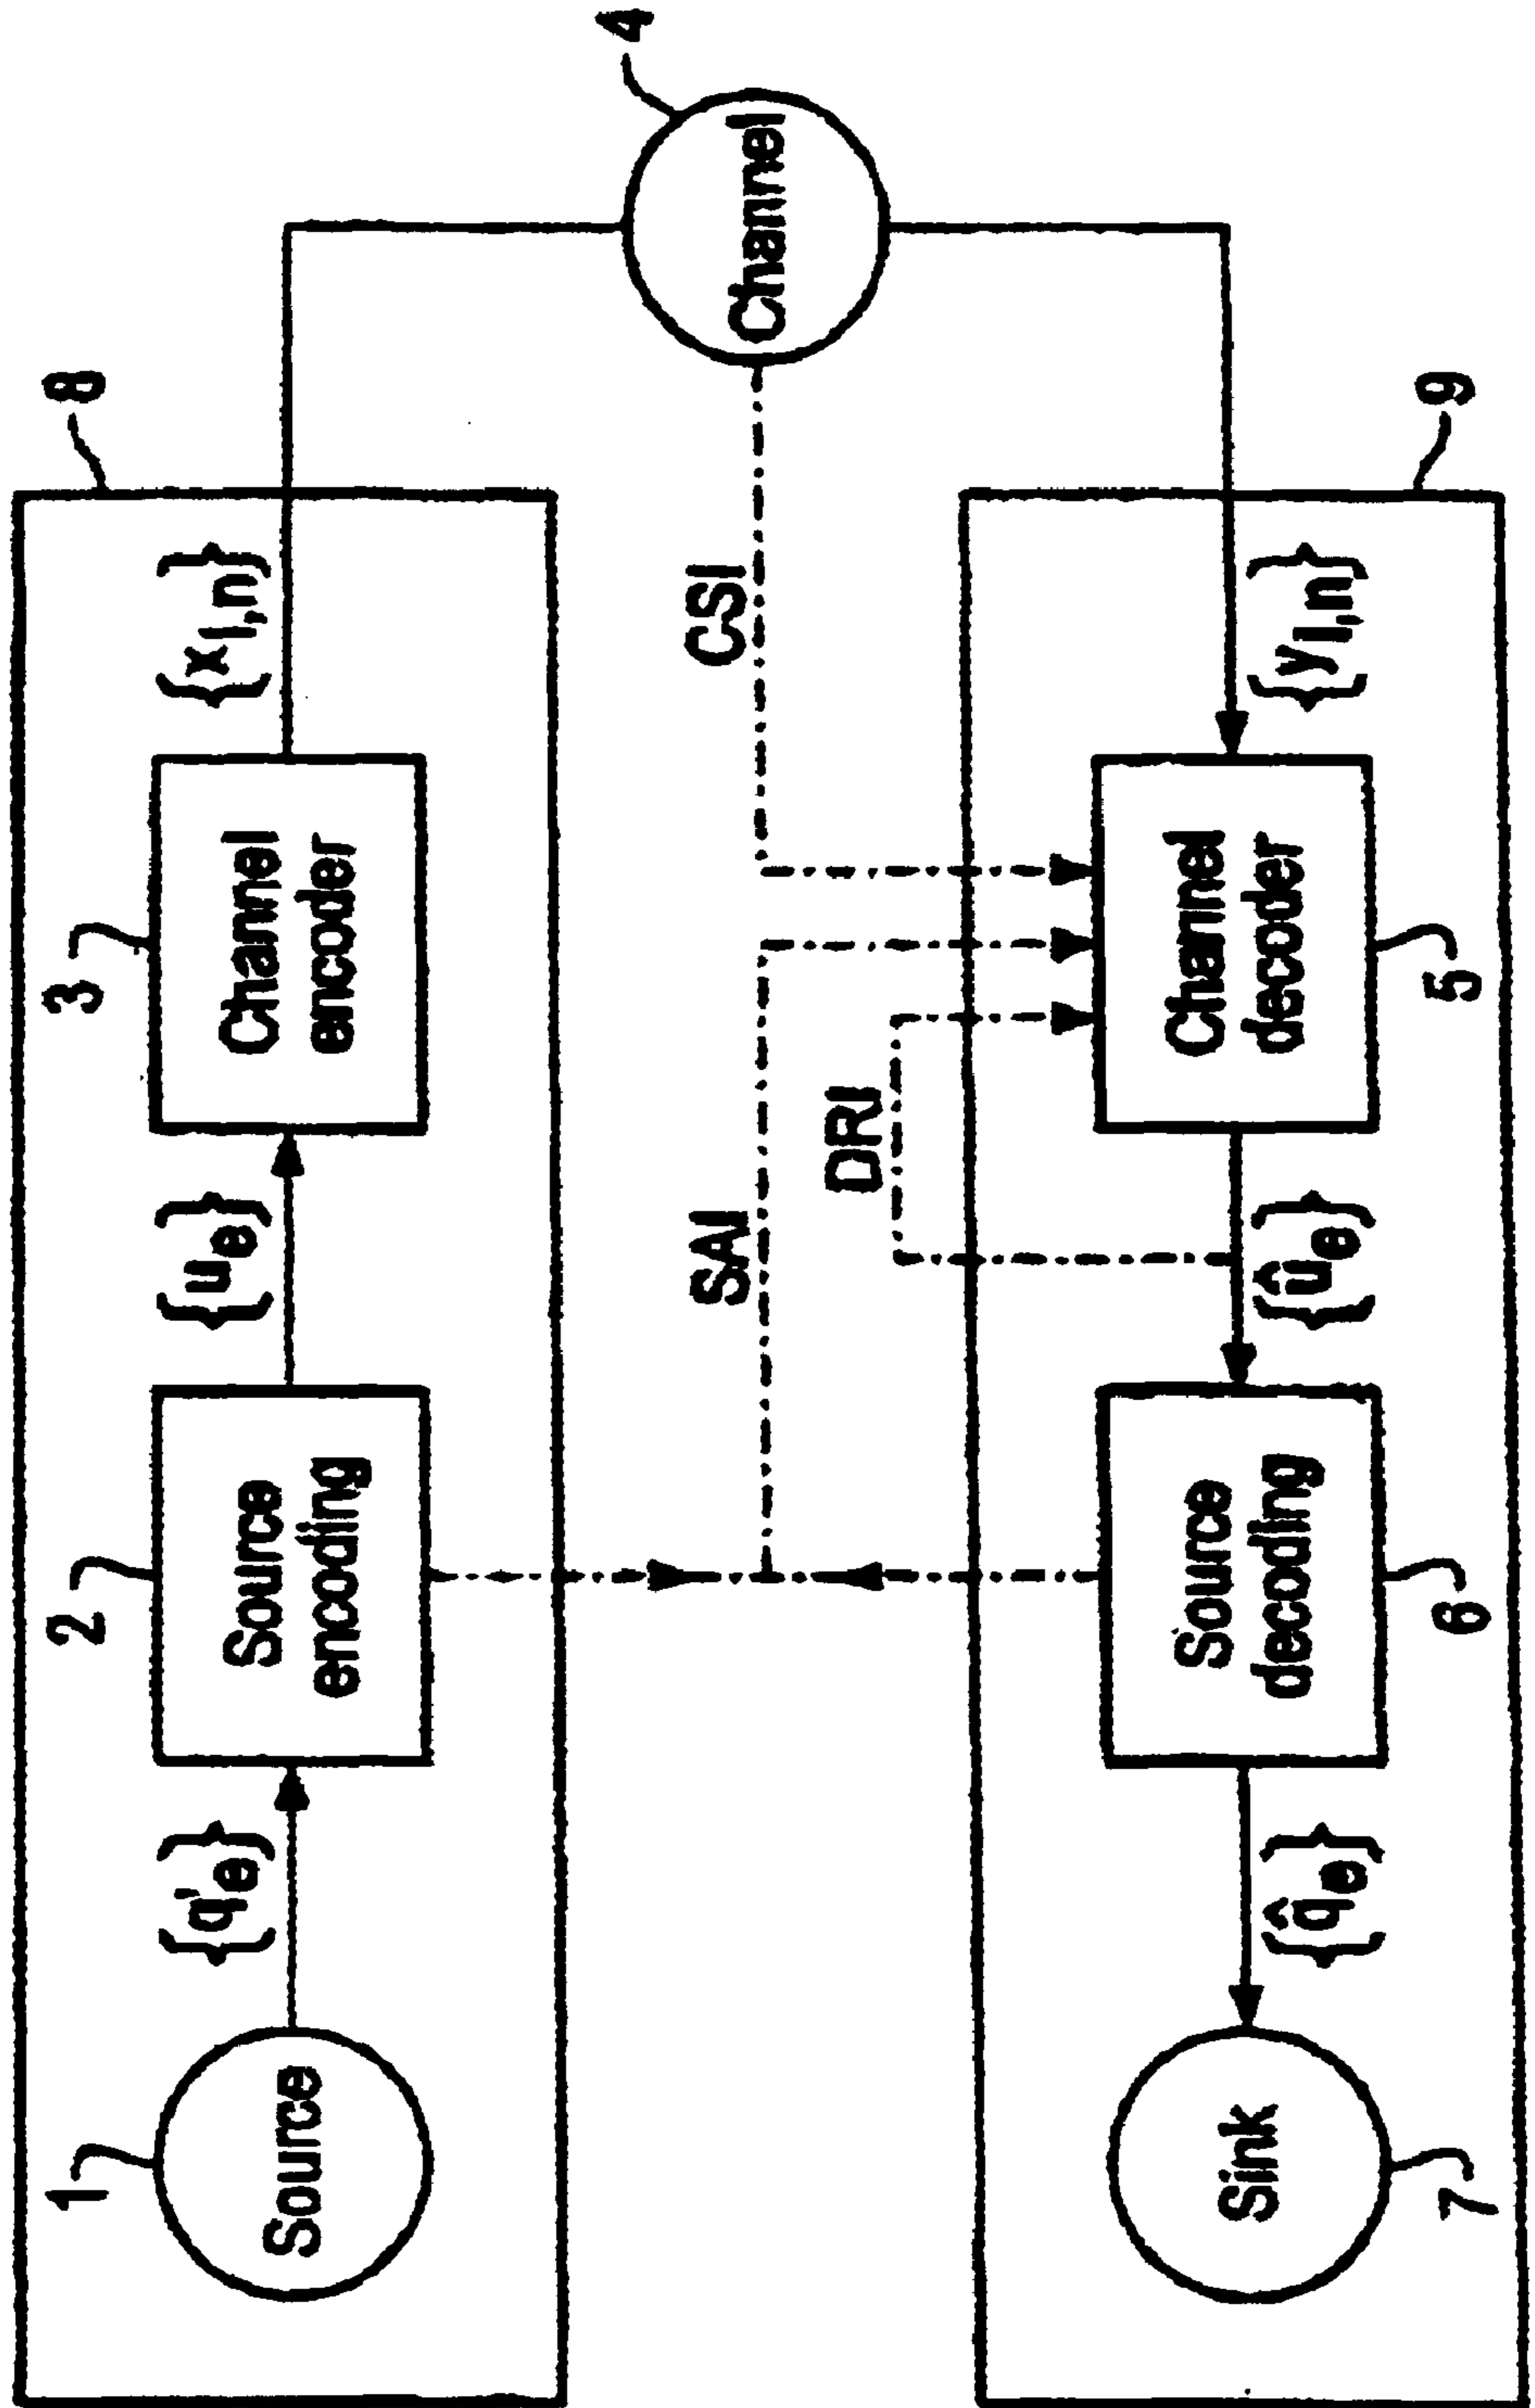 8
1
2
3
{q'e}
{ue}
{xl,n}
Source
Source
encoding
Channel
encoder
4
Channel
SAI
CSI
DRI
9
Sink
Source
decoding
Channel
decoder
{q̂e}
{ûe}
{yl,n}
7
6
5